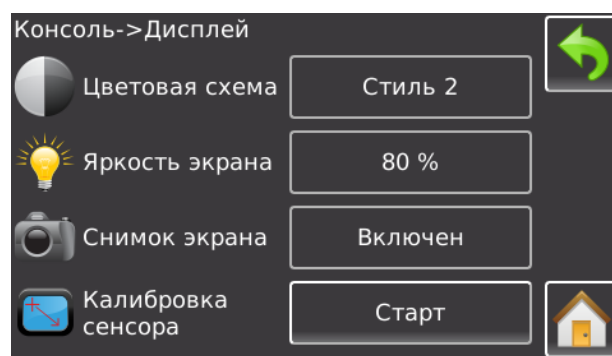 Консоль->Дисплей
Цветовая схема
Стиль 2
Яркость экрана
80 %
Снимок экрана
Включен
Калибровка
сенсора
Старт